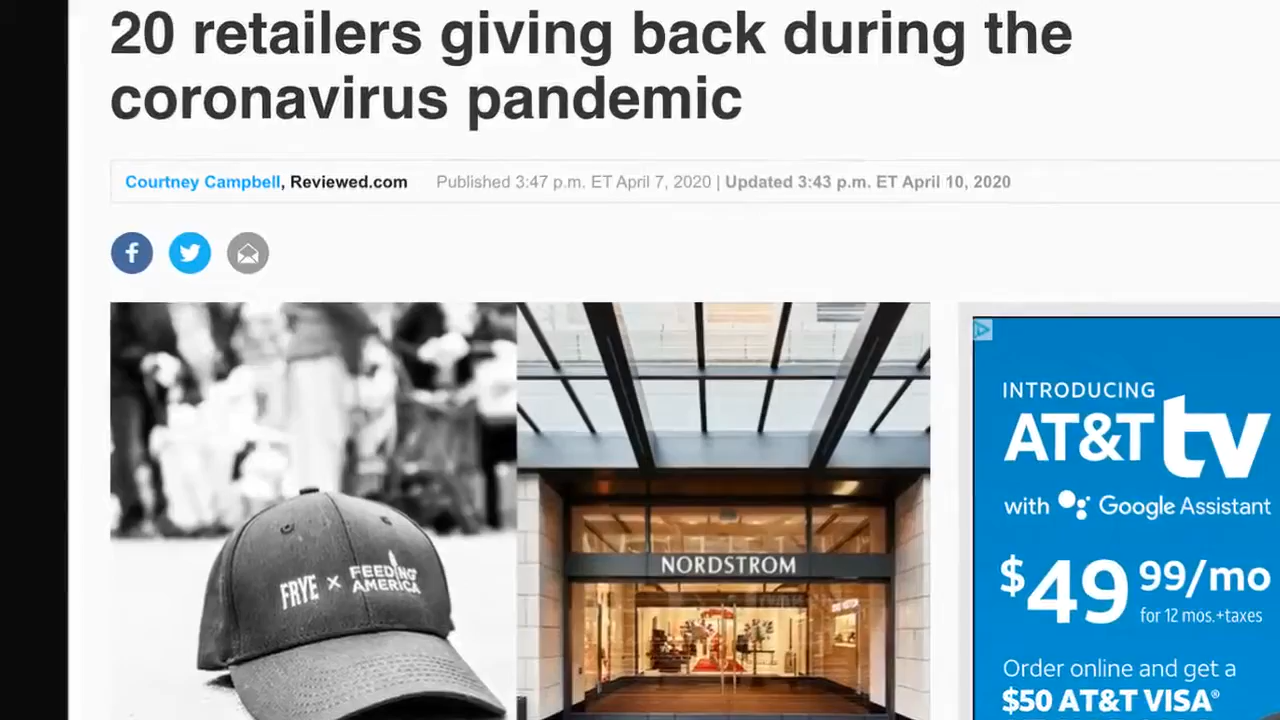 20 retailers giving back during the
coronavirus pandemic
Courtney Campbell, Reviewed.com Published 3:47 p.m. ET April 7, 2020 | Updated 3:43 p.m. ET April 10, 2020
FRYE × FEEDING
AMERICA
NORDSTROM
INTRODUCING
AT&T tv
with Google Assistant
$49 99/mo
for 12 mos.+taxes
Order online and get a
$50 AT&T VISA®